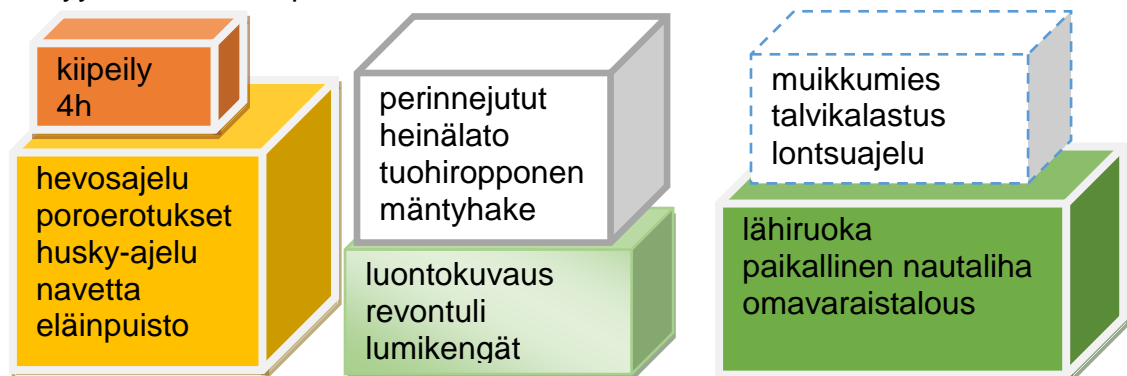 kiipeily
4h
hevosajelu
poroerotukset
husky-ajelu
navetta
eläinpuisto
perinnejutut
heinälato
tuohiropponen
mäntyhake
luontokuvaus
revontuli
lumikengät
muikkumies
talvikalastus
lontsuajelu
lähiruoka
paikallinen nautaliha
omavaraistalous